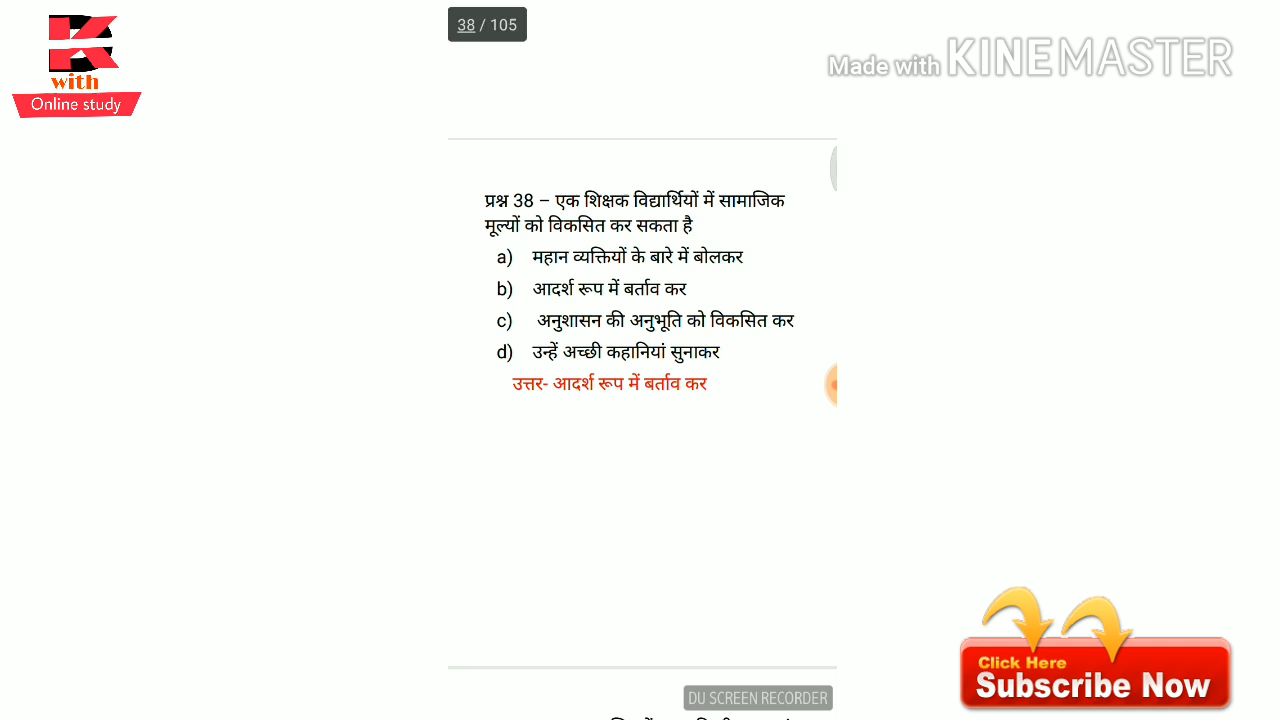 38 / 105
K
with
Online study
Made with KINEMASTER
प्रश्न 38 – एक शिक्षक विद्यार्थियों में सामाजिक
मूल्यों को विकसित कर सकता है
a) महान व्यक्तियों के बारे में बोलकर
b) आदर्श रूप में बर्ताव कर
c) अनुशासन की अनुभूति को विकसित कर
d) उन्हें अच्छी कहानियां सुनाकर
उत्तर- आदर्श रूप में बर्ताव कर
Click Here
Subscribe Now
DU SCREEN RECORDER